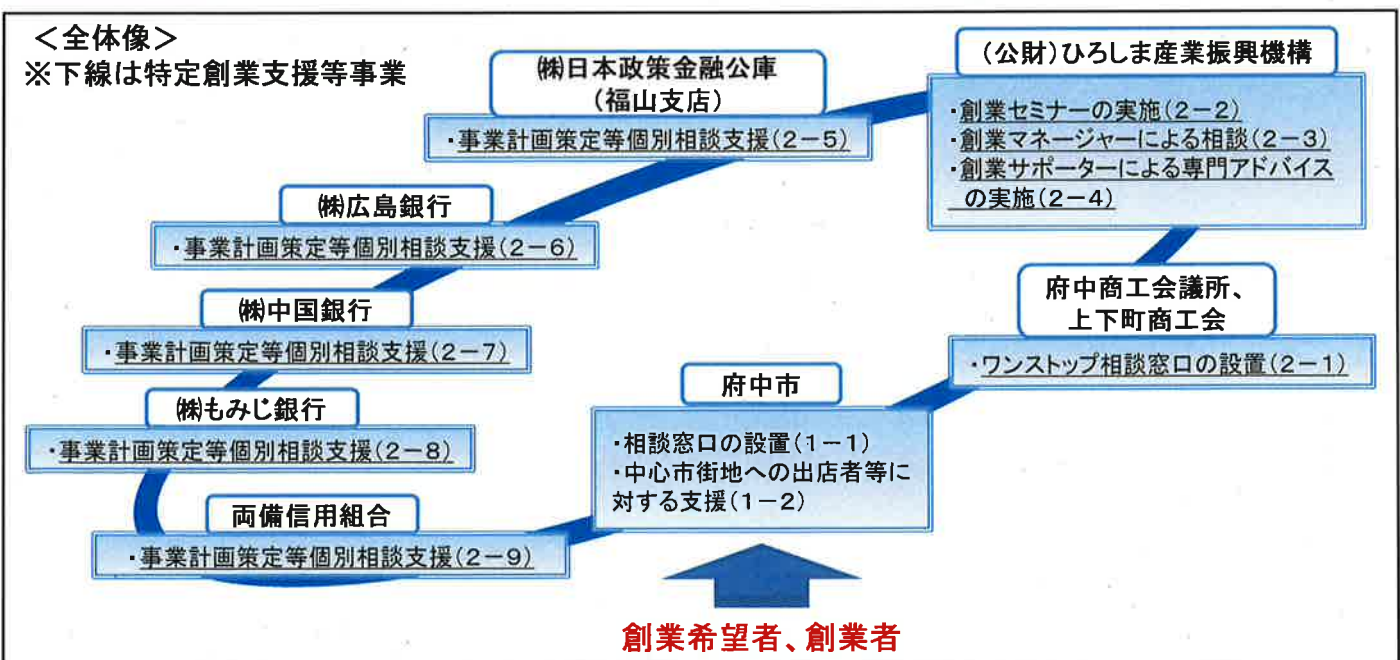 ＜全体像＞
※下線は特定創業支援等事業
㈱日本政策金融公庫
（福山支店）
・事業計画策定等個別相談支援（２－５）
（公財）ひろしま産業振興機構
・創業セミナーの実施（２－２）
・創業マネージャーによる相談（２－３）
・創業サポーターによる専門アドバイス
の実施（２－４）
㈱広島銀行
・事業計画策定等個別相談支援（２－６）
㈱中国銀行
・事業計画策定等個別相談支援（２－７）
㈱もみじ銀行
・事業計画策定等個別相談支援（２－８）
両備信用組合
・事業計画策定等個別相談支援（２－９）
府中市
・相談窓口の設置（１－１）
・中心市街地への出店者等に
対する支援（１－２）
府中商工会議所、
上下町商工会
・ワンストップ相談窓口の設置（２－１）
創業希望者、創業者